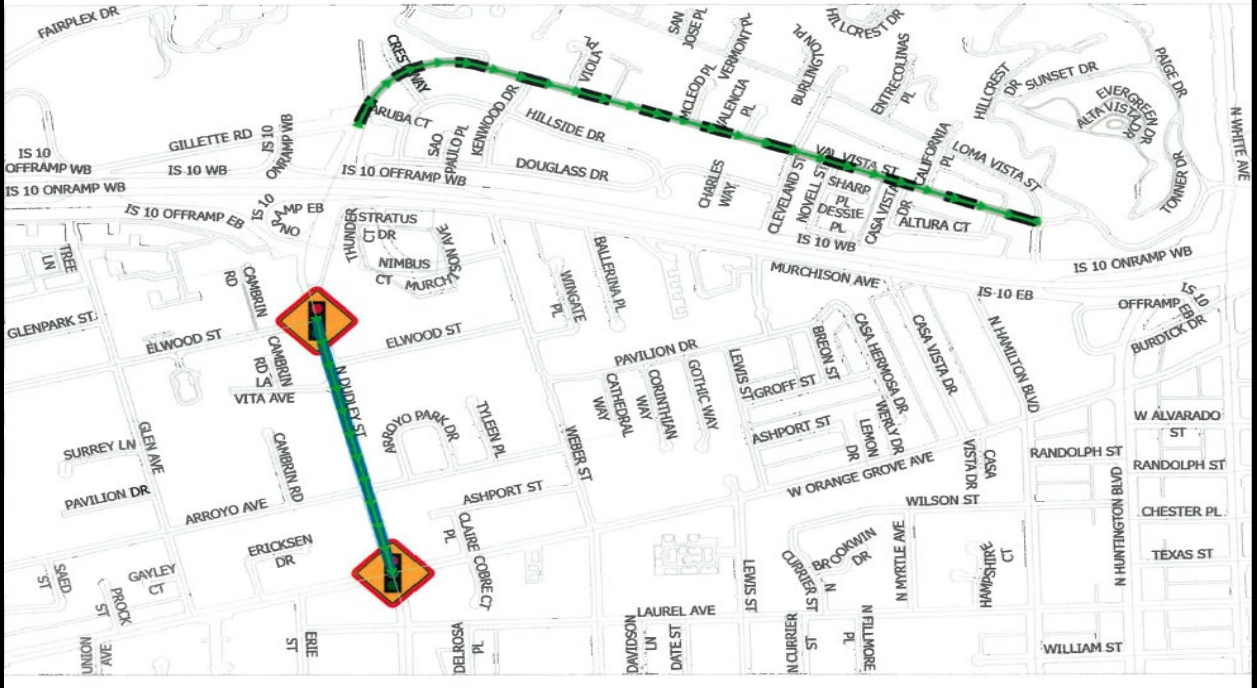 FAIRPLEX DR
SAN
JOSE PL
VERMONT PL
HILLCREST DR
BURLINGTON PL
ENTRECOLINAS
PL
HILLCREST
DR
SUNSET DR
PAIGE DR
N WHITE AVE
EVERGREEN DR
ALTA VISTA DR
TONNER DR
VIOLA
PL
MCLEOD PL
VALENCIA
PL
ARUBA CT
SAO
PAULO PL
KENWOOD DR
HILLSIDE DR
DOUGLASS DR
GILLETTE RD
IS 10
ONRAMP WB
IS 10
OFFRAMP WB
IS 10 WB
IS 10 OFFRAMP WB
IS 10 ONRAMP WB
IS 10 OFFRAMP EB
IS 10
CHARLES
WAY
CLEVELAND ST
NOVELL ST
VAL VISTA ST
SHARP
PL
DESSIE
PL
CASA VISTA
DR
CALIFORNIA
PL
LOMA VISTA ST
ALTURA CT
IS 10 WB
IS 10 ONRAMP WB
MURCHISON AVE
IS 10 EB
IS 10
OFFRAMP EB
BURDICK DR
THUNDER
CT
STRATUS
DR
NIMBUS
CT
MURCHISON AVE
TREE
LN
CAMBRIN
RD
GLENPARK ST
ELWOOD ST
ELWOOD ST
WINGATE
PL
BALLERINA PL
PAVILION DR
CAMBRIN
RD
LA
VITA AVE
N DUDLEY ST
CATHEDRAL
WAY
CORINTHIAN
WAY
GOTHIC WAY
LEWIS ST
GROFF ST
BREON ST
CASA HERMOSA DR
CASA VISTA DR
N HAMILTON BLVD
WERLY DR
LEMON
DR
ASHPORT ST
W ALVARADO
ST
GLEN AVE
SURREY LN
PAVILION DR
CAMBRIN RD
ARROYO PARK DR
TYLEEN PL
WEBER ST
W ORANGE GROVE AVE
CASA
VISTA DR
RANDOLPH ST
RANDOLPH ST
ARROYO AVE
ASHPORT ST
WILSON ST
N HUNTINGTON BLVD
CHESTER PL
TEXAS ST
ERICKSEN
DR
CLAIRE COBRE CT
PL
BROOKWIN
DR
N MYRTLE AVE
HAMPSHIRE
CT
SAED
ST
GAYLEY
CT
PROCK
ST
LEWIS ST
CURRIER ST
N
LAUREL AVE
UNION
AVE
ERIE
ST
DELROSA
PL
DAVIDSON
LN
DATE ST
N CURRIER
ST
N FILLMORE
PL
WILLIAM ST